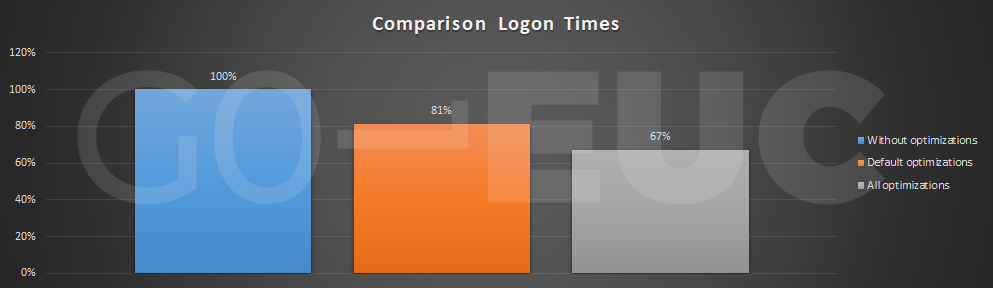 Comparison Logon Times
120%
100%
80%
60%
40%
20%
0%
100%
81%
67%
Without optimizations
Default optimizations
All optimizations
GO-EUC